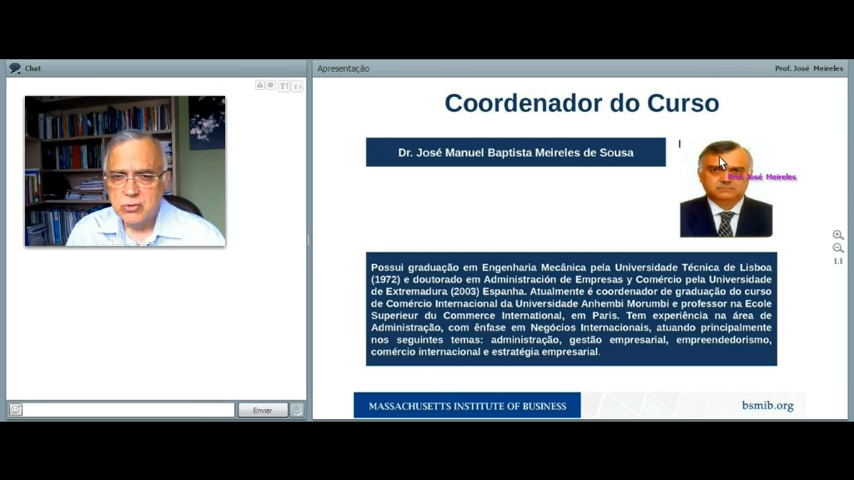 Chat
Apresentação
Prof. José Meireles
Coordenador do Curso
Dr. José Manuel Baptista Meireles de Sousa
Prof. José Meireles
Possui graduação em Engenharia Mecânica pela Universidade Técnica de Lisboa
(1972) e doutorado em Administración de Empresas y Comércio pela Universidade
de Extremadura (2003) Espanha. Atualmente é coordenador de graduação do curso
de Comércio Internacional da Universidade Anhembi Morumbi e professor na Ecole
Superieur du Commerce International, em Paris. Tem experiência na área de
Administração, com ênfase em Negócios Internacionais, atuando principalmente
nos seguintes temas: administração, gestão empresarial, empreendedorismo,
comércio internacional e estratégia empresarial.
1:1
Enviar
MASSACHUSETTS INSTITUTE OF BUSINESS
bsmib.org